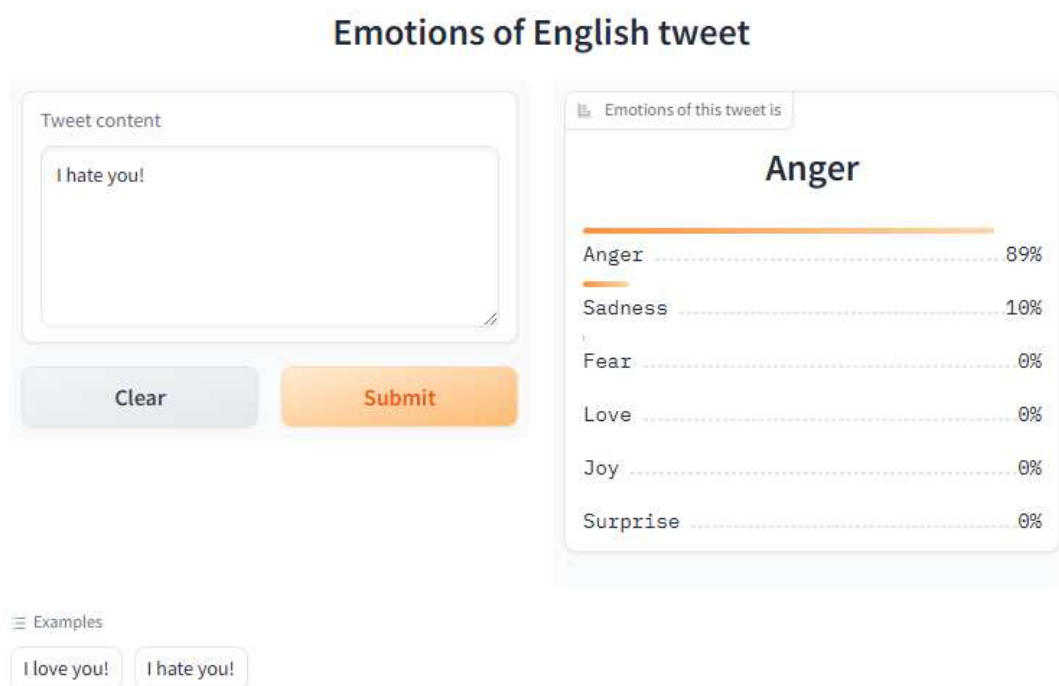 Emotions of English tweet
Tweet content
I hate you!
Clear
Submit
Emotions of this tweet is
Anger
Anger 89%
Sadness 10%
Fear 0%
Love 0%
Joy 0%
Surprise 0%
Examples
I love you!
I hate you!